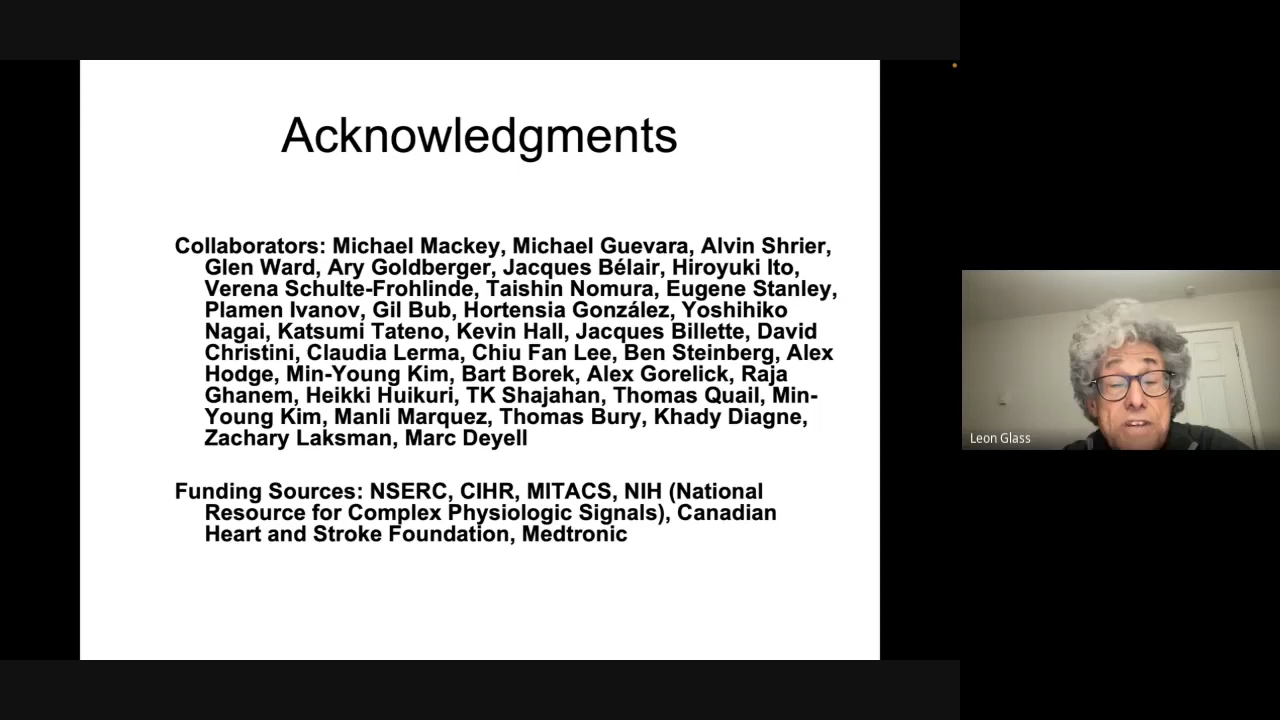 Acknowledgments
Collaborators: Michael Mackey, Michael Guevara, Alvin Shrier,
Glen Ward, Ary Goldberger, Jacques Bélair, Hiroyuki Ito,
Verena Schulte-Frohlinde, Taishin Nomura, Eugene Stanley,
Plamen Ivanov, Gil Bub, Hortensia González, Yoshihiko
Nagai, Katsumi Tateno, Kevin Hall, Jacques Billette, David
Christini, Claudia Lerma, Chiu Fan Lee, Ben Steinberg, Alex
Hodge, Min-Young Kim, Bart Borek, Alex Gorelick, Raja
Ghanem, Heikki Huikuri, TK Shajahan, Thomas Quail, Min-
Young Kim, Manli Marquez, Thomas Bury, Khady Diagne,
Zachary Laksman, Marc Deyell
Funding Sources: NSERC, CIHR, MITACS, NIH (National
Resource for Complex Physiologic Signals), Canadian
Heart and Stroke Foundation, Medtronic
Leon Glass